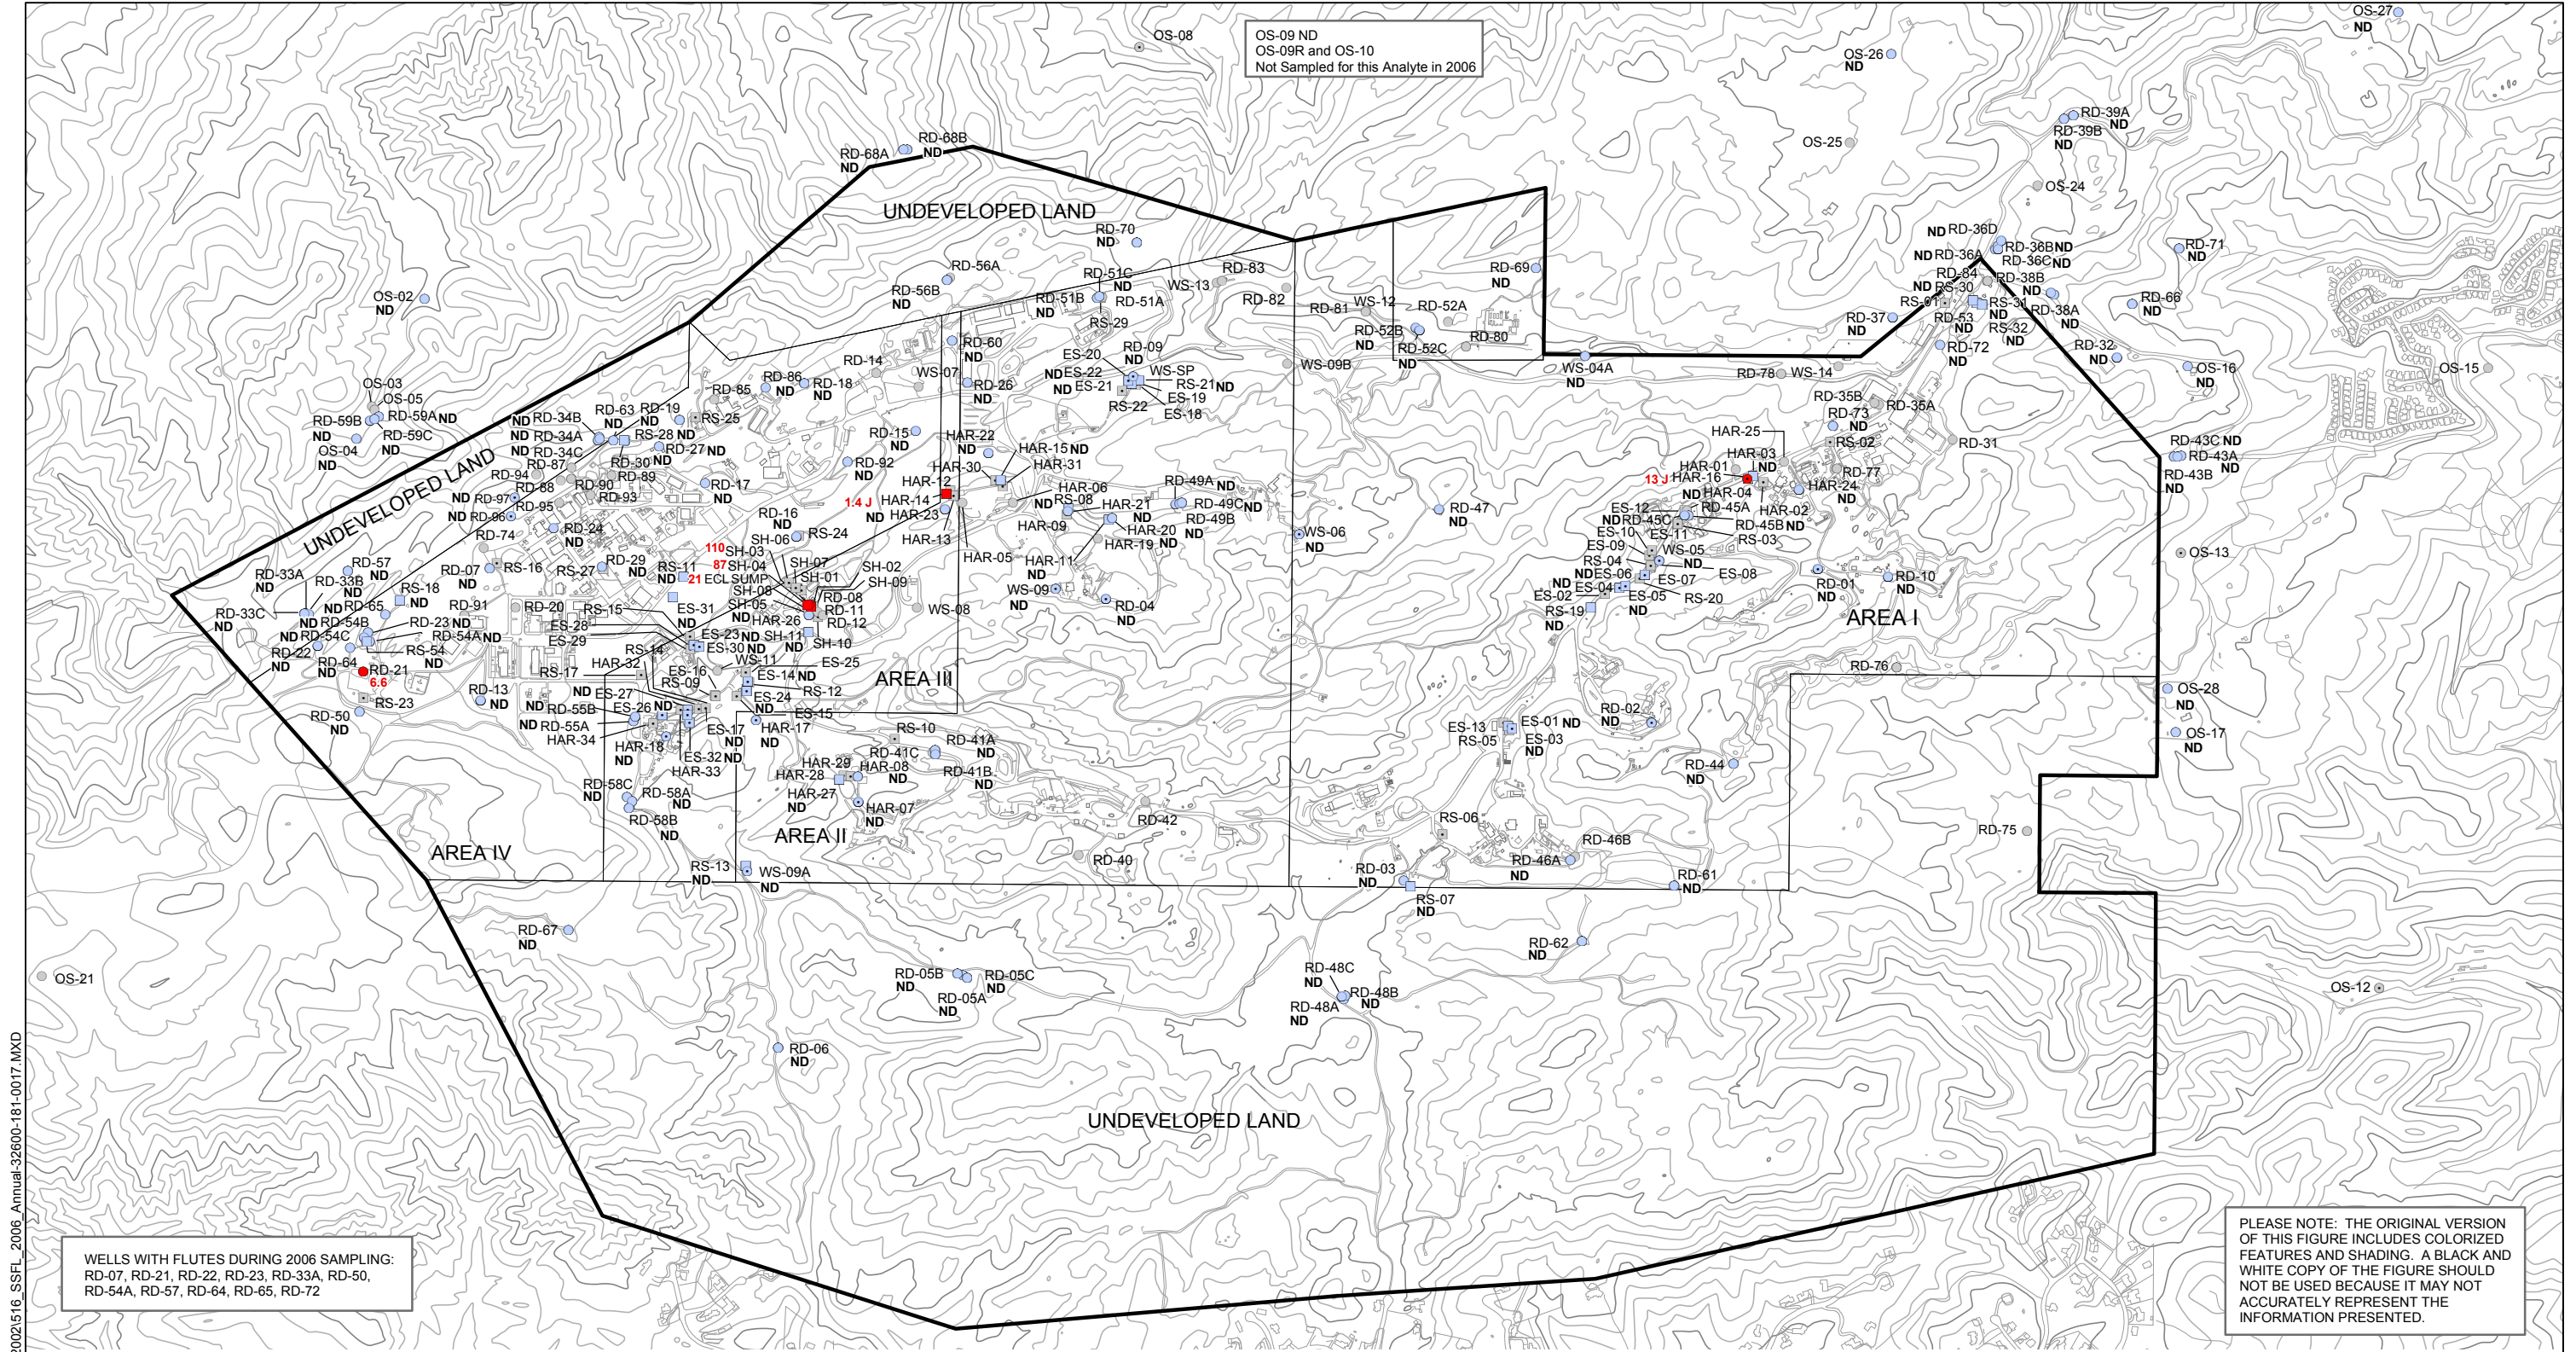 OS-27
ND
OS-08
OS-09 ND
OS-09R and OS-10
Not Sampled for this Analyte in 2006
OS-26
ND
RD-39A
ND
RD-39B
ND
OS-25
RD-68B
ND
RD-68A
ND
OS-24
UNDEVELOPED LAND
RD-70
ND
ND RD-36D
RD-36B ND
RD-36C
ND
ND RD-36A
RD-71
ND
RD-56A
RD-56B
ND
RD-51C
ND
RD-51B
ND
RD-51A
RS-29
WS-13
RD-83
RD-82
RD-69
ND
RD-84
ND RS-30
RS-01
RD-38B
ND
RD-38A
ND
RS-31
ND
RS-32
ND
RD-53
ND
RD-66
ND
OS-02
ND
RD-81
WS-12
RD-52A
RD-52B
ND
RD-52C
RD-80
RD-37
ND
RD-72
ND
RD-32
ND
OS-16
ND
OS-15
RD-60
ND
RD-14
WS-07
RD-26
ND
ES-20
RD-09
ND
ND ES-22
ND ES-21
WS-SP
RS-21 ND
ES-19
ES-18
RS-22
WS-09B
WS-04A
ND
RD-78
WS-14
RD-86
ND
RD-18
ND
RD-85
OS-03
OS-05
RD-59A ND
RD-59B
ND
RD-59C
OS-04
ND
ND RD-34B
ND RD-34A
ND RD-34C
RD-63
ND
RD-19
ND
RS-25
RS-28
ND
RD-27 ND
RD-30
ND
RD-15
ND
RD-92
ND
RD-35B
RD-35A
RD-73
ND
RS-02
RD-31
RD-43C ND
RD-43A
ND
RD-43B
ND
UNDEVELOPED LAND
RD-94
RD-87
RD-88
RD-90
RD-89
RD-93
ND RD-97
RD-95
ND RD-96
RD-17
ND
HAR-22
ND
HAR-15 ND
HAR-30
HAR-31
HAR-12
HAR-14
1.4 J
ND
HAR-23
HAR-13
HAR-05
HAR-06
ND
RS-08
HAR-09
HAR-21
ND
HAR-20
ND
HAR-19
HAR-11
ND
RD-49A
ND
RD-49C ND
RD-49B
ND
RD-47
ND
WS-06
ND
HAR-25
HAR-03
ND
HAR-01
13 J HAR-16
ND
HAR-04
HAR-02
HAR-24
ND
RD-77
ES-12
ND
RD-45C
RD-45A
RD-45B ND
RS-03
ES-11
ES-10
ES-09
WS-05
ND
RS-04
ND ES-06
ES-08
ES-07
ES-04
ES-05
ND
ES-02
RS-20
RS-19
ND
RD-01
ND
RD-10
ND
OS-13
RD-24
ND
RD-74
RD-07
ND
RS-16
RS-27
RD-29
ND
RS-11
ND
RD-16
ND
RS-24
SH-06
110
SH-03
87 SH-04
21 ECL SUMP
SH-07
SH-01
SH-02
SH-09
SH-08
SH-05
ND
RD-08
RD-11
RD-12
HAR-26
ND
SH-11
ND
SH-10
WS-08
WS-09
ND
RD-04
ND
RD-57
ND
RD-33A
ND
RD-33B
ND
RD-33C
ND
RS-18
ND
RD-65
ND
RD-54B
RD-54C
ND
RD-54A ND
RD-23
ND
RS-54
ND
RD-22
ND
RD-64
ND
RD-21
6.6
RS-23
RD-50
ND
RD-91
RD-20
RS-15
ES-31
ND
ES-28
ES-29
ES-23
ES-30 ND
RS-14
HAR-32
RS-17
ES-16
WS-11
RS-09
ES-25
ES-14 ND
RS-12
ES-24
ND
ES-15
AREA III
AREA I
RD-13
ND
ND ES-27
ND
RD-55B
ES-26
ND RD-55A
HAR-34
HAR-18
ND
ES-17
ND
ES-32 ND
HAR-33
HAR-17
ND
RS-10
RD-41C
ND
RD-41A
ND
RD-41B
ND
HAR-29
HAR-28
HAR-08
HAR-27
ND
HAR-07
ND
RD-58C
ND
RD-58A
ND
RD-58B
ND
RD-42
RD-40
AREA II
AREA IV
RS-13
ND
WS-09A
ND
ES-01 ND
ES-13
RS-05
ES-03
ND
RD-02
ND
RD-44
ND
RD-76
OS-28
ND
OS-17
ND
RD-75
RS-06
RD-46B
RD-46A
ND
RD-03
ND
RS-07
ND
RD-61
ND
RD-62
ND
RD-67
ND
OS-21
RD-05B
ND
RD-05C
ND
RD-05A
ND
RD-48C
ND
RD-48B
ND
RD-48A
ND
OS-12
RD-06
ND
UNDEVELOPED LAND
WELLS WITH FLUTES DURING 2006 SAMPLING:
RD-07, RD-21, RD-22, RD-23, RD-33A, RD-50,
RD-54A, RD-57, RD-64, RD-65, RD-72
PLEASE NOTE: THE ORIGINAL VERSION
OF THIS FIGURE INCLUDES COLORIZED
FEATURES AND SHADING. A BLACK AND
WHITE COPY OF THE FIGURE SHOULD
NOT BE USED BECAUSE IT MAY NOT
ACCURATELY REPRESENT THE
INFORMATION PRESENTED.
2002\5116_SSFL_2006_Annual-32600-181-0017.MXD